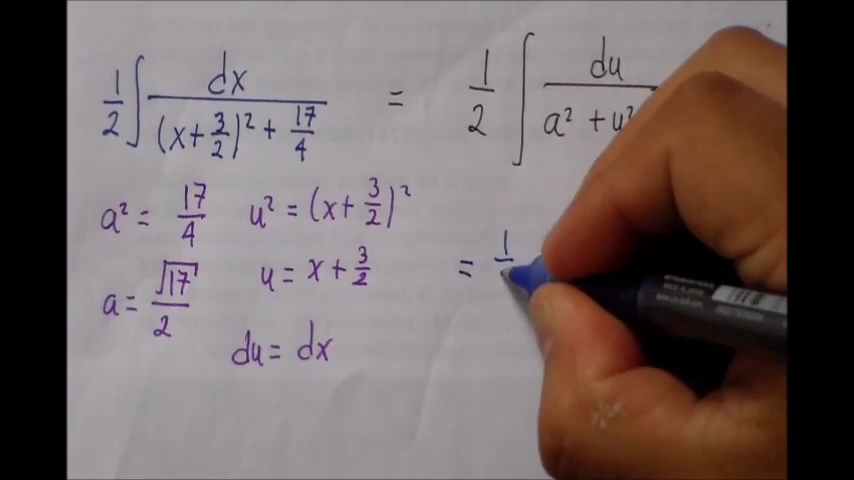 1/2 ∫ dx / ((x + 3/2)² + 17/4) = 1/2 ∫ du / (a² + u²
a² = 17/4 u² = (x + 3/2)²
a = √17/2 u = x + 3/2 = 1/
du = dx